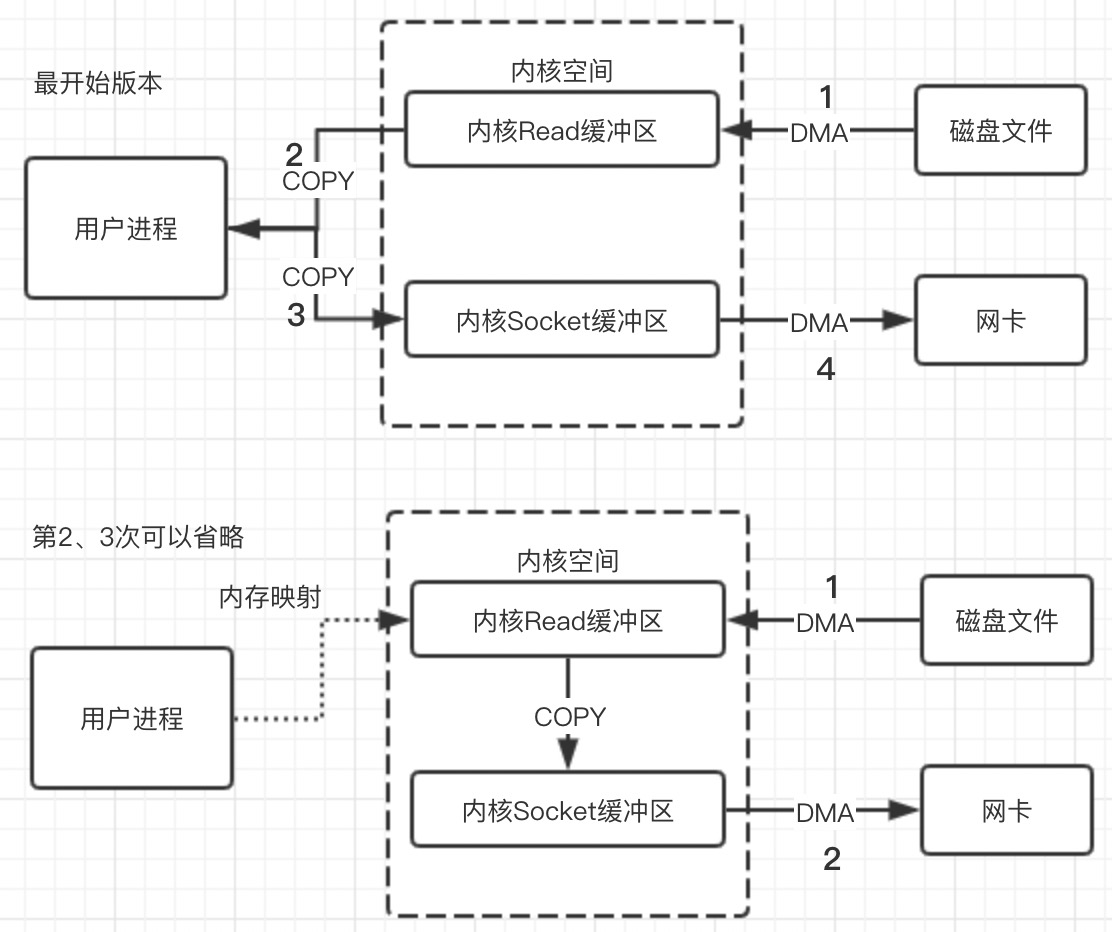 最开始版本
内核空间
内核Read缓冲区
1
DMA
磁盘文件
2
COPY
用户进程
COPY
3
内核Socket缓冲区
DMA
4
网卡
第2、3次可以省略
内核空间
内存映射
内核Read缓冲区
1
DMA
磁盘文件
用户进程
COPY
内核Socket缓冲区
DMA
2
网卡